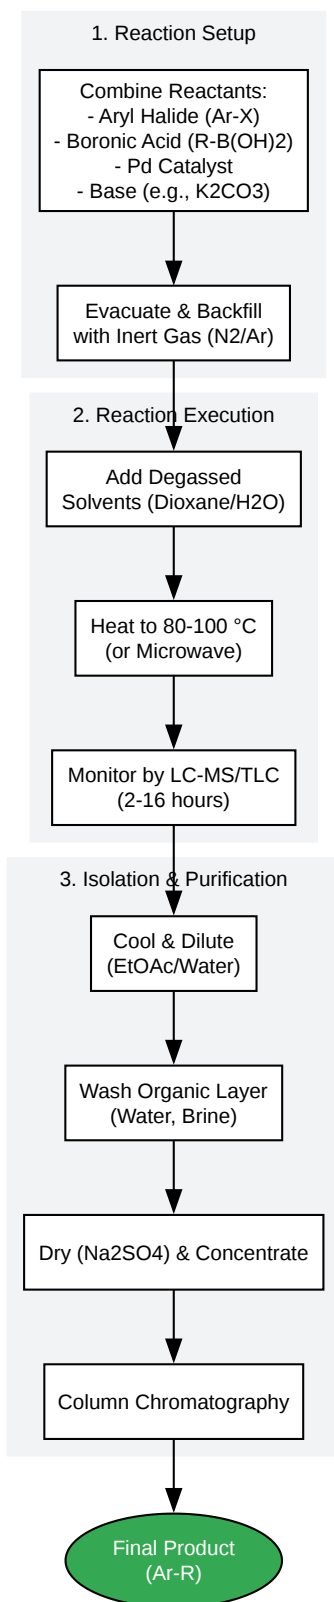 1. Reaction Setup
Combine Reactants:
- Aryl Halide (Ar-X)
- Boronic Acid (R-B(OH)2)
- Pd Catalyst
- Base (e.g., K2CO3)
Evacuate & Backfill
with Inert Gas (N2/Ar)
2. Reaction Execution
Add Degassed
Solvents (Dioxane/H2O)
Heat to 80-100 °C
(or Microwave)
Monitor by LC-MS/TLC
(2-16 hours)
3. Isolation & Purification
Cool & Dilute
(EtOAc/Water)
Wash Organic Layer
(Water, Brine)
Dry (Na2SO4) & Concentrate
Column Chromatography
Final Product
(Ar-R)